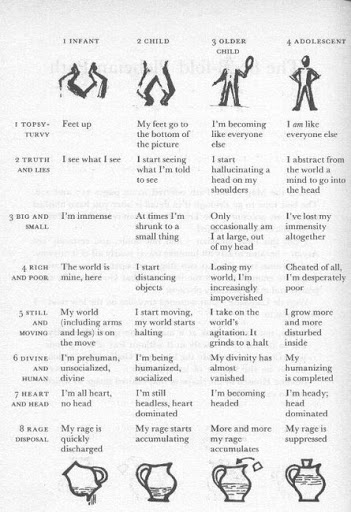 1 INFANT
2 CHILD
3 OLDER
CHILD
4 ADOLESCENT
1 TOPSY-
TURVY
Feet up
My feet go to
the bottom of
the picture
I'm becoming
like everyone
else
I am like
everyone else
2 TRUTH
AND LIES
I see what I see
I start seeing
what I'm told
to see
I start
hallucinating a
head on my
shoulders
I abstract from
the world a
mind to go into
the head
3 BIG AND
SMALL
I'm immense
At times I'm
shrunk to a
small thing
Only
occasionally am
I at large, out
of my head
I've lost my
immensity
altogether
4 RICH
AND POOR
The world is
mine, here
I start
distancing
objects
Losing my
world, I'm
increasingly
impoverished
Cheated of all,
I'm desperately
poor
5 STILL
AND
MOVING
My world
(including arms
and legs) is on
the move
I start moving,
my world starts
halting
I take on the
world's
agitation. It
grinds to a halt
I grow more
and more
disturbed
inside
6 DIVINE
AND
HUMAN
I'm prehuman,
unsocialized,
divine
I'm being
humanized,
socialized
My divinity has
almost
vanished
My
humanizing
is completed
7 HEART
AND HEAD
I'm all heart,
no head
I'm still
headless, heart
dominated
I'm becoming
headed
I'm heady;
head
dominated
8 RAGE
DISPOSAL
My rage is
quickly
discharged
My rage starts
accumulating
More and more
my rage
accumulates
My rage is
suppressed